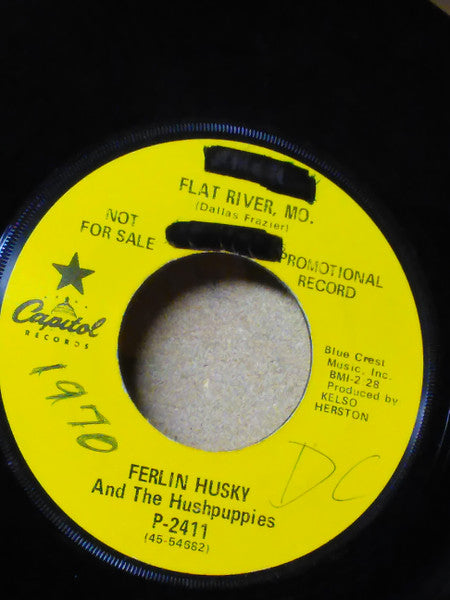 FLAT RIVER, MO.
(Dallas Frazier)
NOT
FOR SALE
PROMOTIONAL
RECORD
Capitol
RECORDS
Blue Crest
Music, Inc.
BMI-2 28
Produced by
KELSO
HERSTON
1970
DC
FERLIN HUSKY
And The Hushpuppies
P-2411
(45-54682)